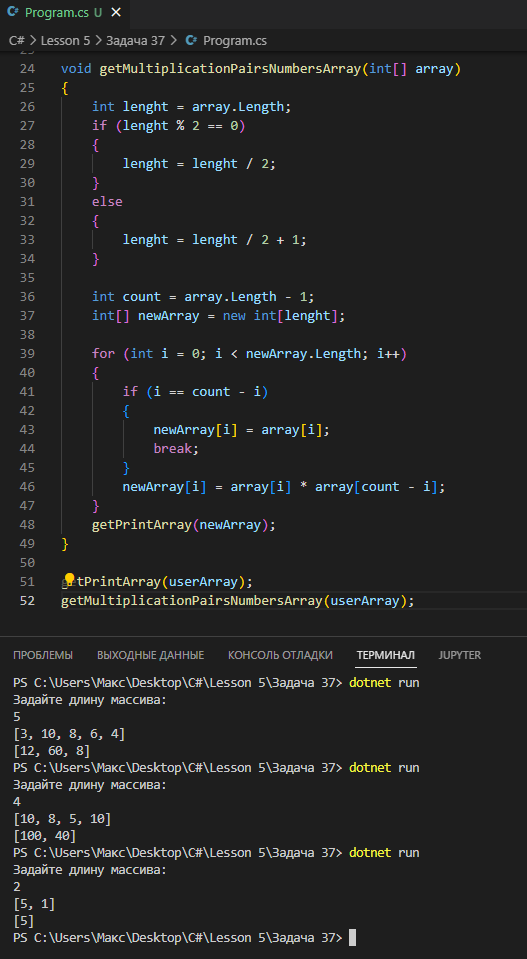 Program.cs U ×
C# > Lesson 5 > Задача 37 > Program.cs
24 void getMultiplicationPairsNumbersArray(int[] array)
25 {
26 int lenght = array.Length;
27 if (lenght % 2 == 0)
28 {
29 lenght = lenght / 2;
30 }
31 else
32 {
33 lenght = lenght / 2 + 1;
34 }
35
36 int count = array.Length - 1;
37 int[] newArray = new int[lenght];
38
39 for (int i = 0; i < newArray.Length; i++)
40 {
41 if (i == count - i)
42 {
43 newArray[i] = array[i];
44 break;
45 }
46 newArray[i] = array[i] * array[count - i];
47 }
48 getPrintArray(newArray);
49 }
50
51 getPrintArray(userArray);
52 getMultiplicationPairsNumbersArray(userArray);
ПРОБЛЕМЫ ВЫХОДНЫЕ ДАННЫЕ КОНСОЛЬ ОТЛАДКИ ТЕРМИНАЛ JUPYTER
PS C:\Users\Макс\Desktop\C#\Lesson 5\Задача 37> dotnet run
Задайте длину массива:
5
[3, 10, 8, 6, 4]
[12, 60, 8]
PS C:\Users\Макс\Desktop\C#\Lesson 5\Задача 37> dotnet run
Задайте длину массива:
4
[10, 8, 5, 10]
[100, 40]
PS C:\Users\Макс\Desktop\C#\Lesson 5\Задача 37> dotnet run
Задайте длину массива:
2
[5, 1]
[5]
PS C:\Users\Макс\Desktop\C#\Lesson 5\Задача 37>